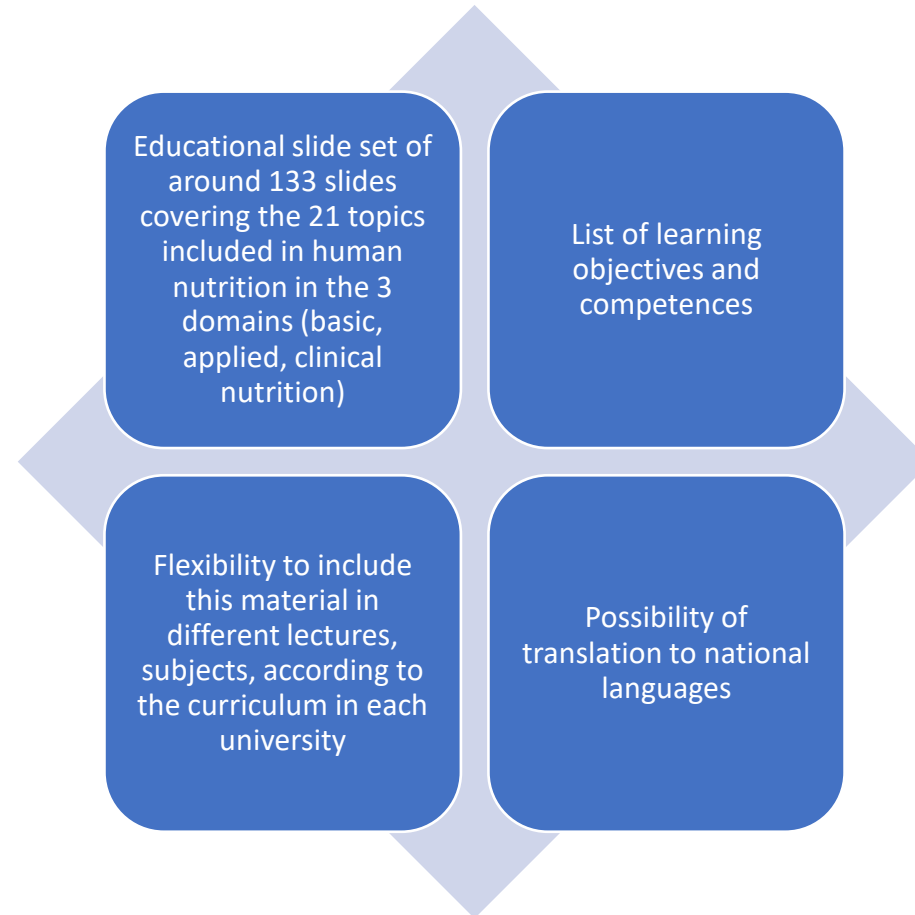 Educational slide set of
around 133 slides
covering the 21 topics
included in human
nutrition in the 3
domains (basic,
applied, clinical
nutrition)
List of learning
objectives and
competences
Flexibility to include
this material in
different lectures,
subjects, according to
the curriculum in each
university
Possibility of
translation to national
languages